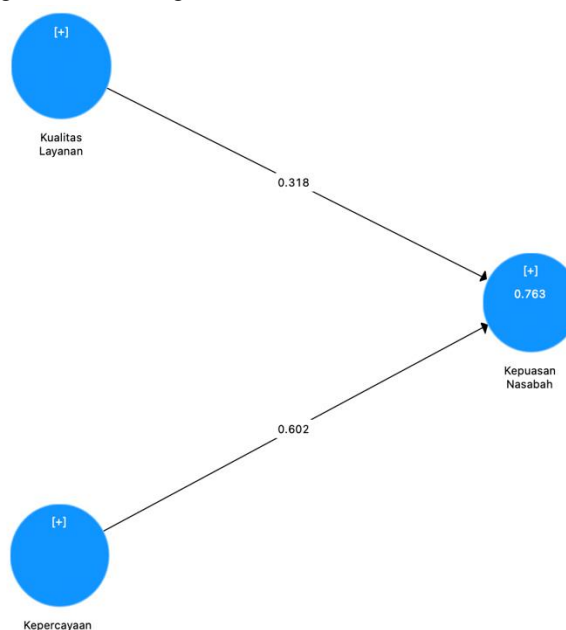 [+]
Kualitas
Layanan
0.318
[+]
0.763
Kepuasan
Nasabah
0.602
[+]
Kepercayaan